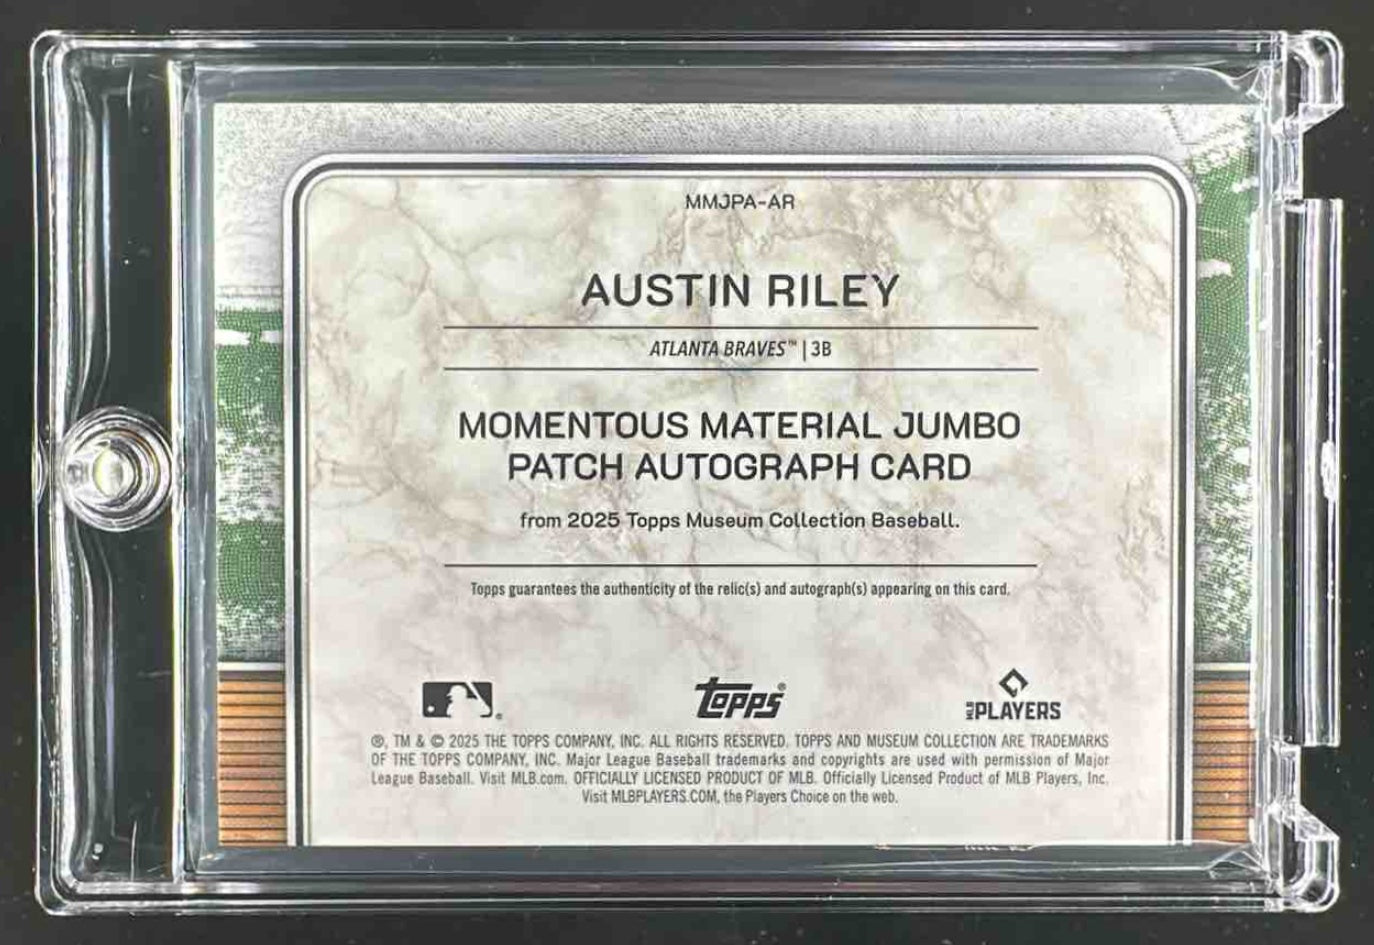 MMJPA-AR
AUSTIN RILEY
ATLANTA BRAVES™ | 3B
MOMENTOUS MATERIAL JUMBO
PATCH AUTOGRAPH CARD
from 2025 Topps Museum Collection Baseball.
Topps guarantees the authenticity of the relic(s) and autograph(s) appearing on this card.
® Topps® MLB PLAYERS
®, TM & © 2025 THE TOPPS COMPANY, INC. ALL RIGHTS RESERVED. TOPPS AND MUSEUM COLLECTION ARE TRADEMARKS
OF THE TOPPS COMPANY, INC. Major League Baseball trademarks and copyrights are used with permission of Major
League Baseball. Visit MLB.com. OFFICIALLY LICENSED PRODUCT OF MLB. Officially Licensed Product of MLB Players, Inc.
Visit MLBPLAYERS.COM, the Players Choice on the web.